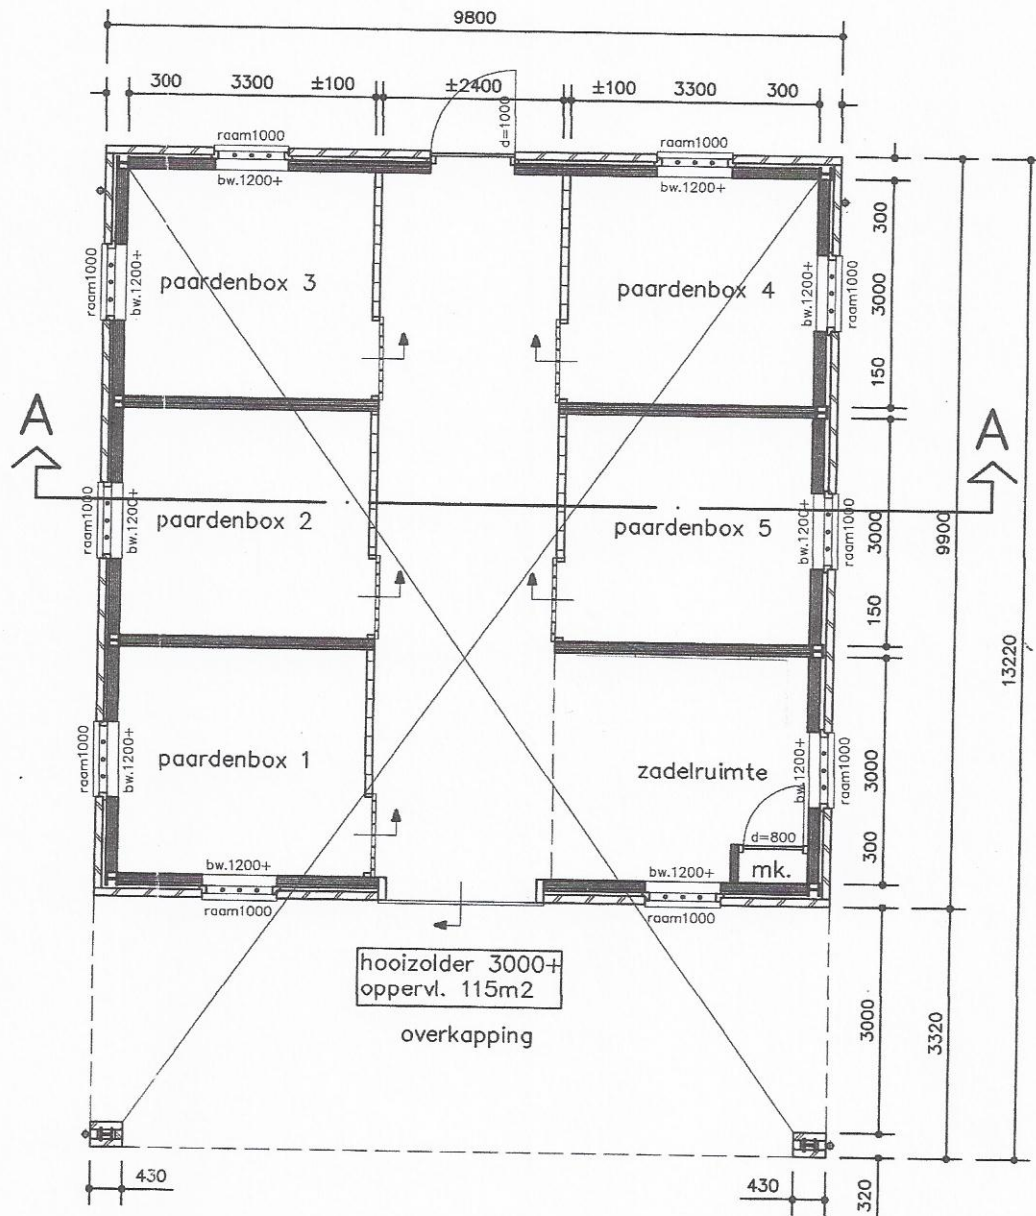 9800
300 3300 ±100 ±2400 ±100 3300 300
d=1000
raam1000
raam1000
bw.1200+
bw.1200+
300
raam1000
bw.1200+
paardenbox 3
paardenbox 4
bw.1200+
raam1000
3000
150
A
A
raam1000
bw.1200+
paardenbox 2
paardenbox 5
bw.1200+
raam1000
3000
9900
150
13220
raam1000
bw.1200+
paardenbox 1
zadelruimte
bw.1200+
raam1000
3000
d=800
300
mk.
bw.1200+
bw.1200+
raam1000
raam1000
hooizolder 3000+
oppervl. 115m2
overkapping
3000
3320
430
430
320